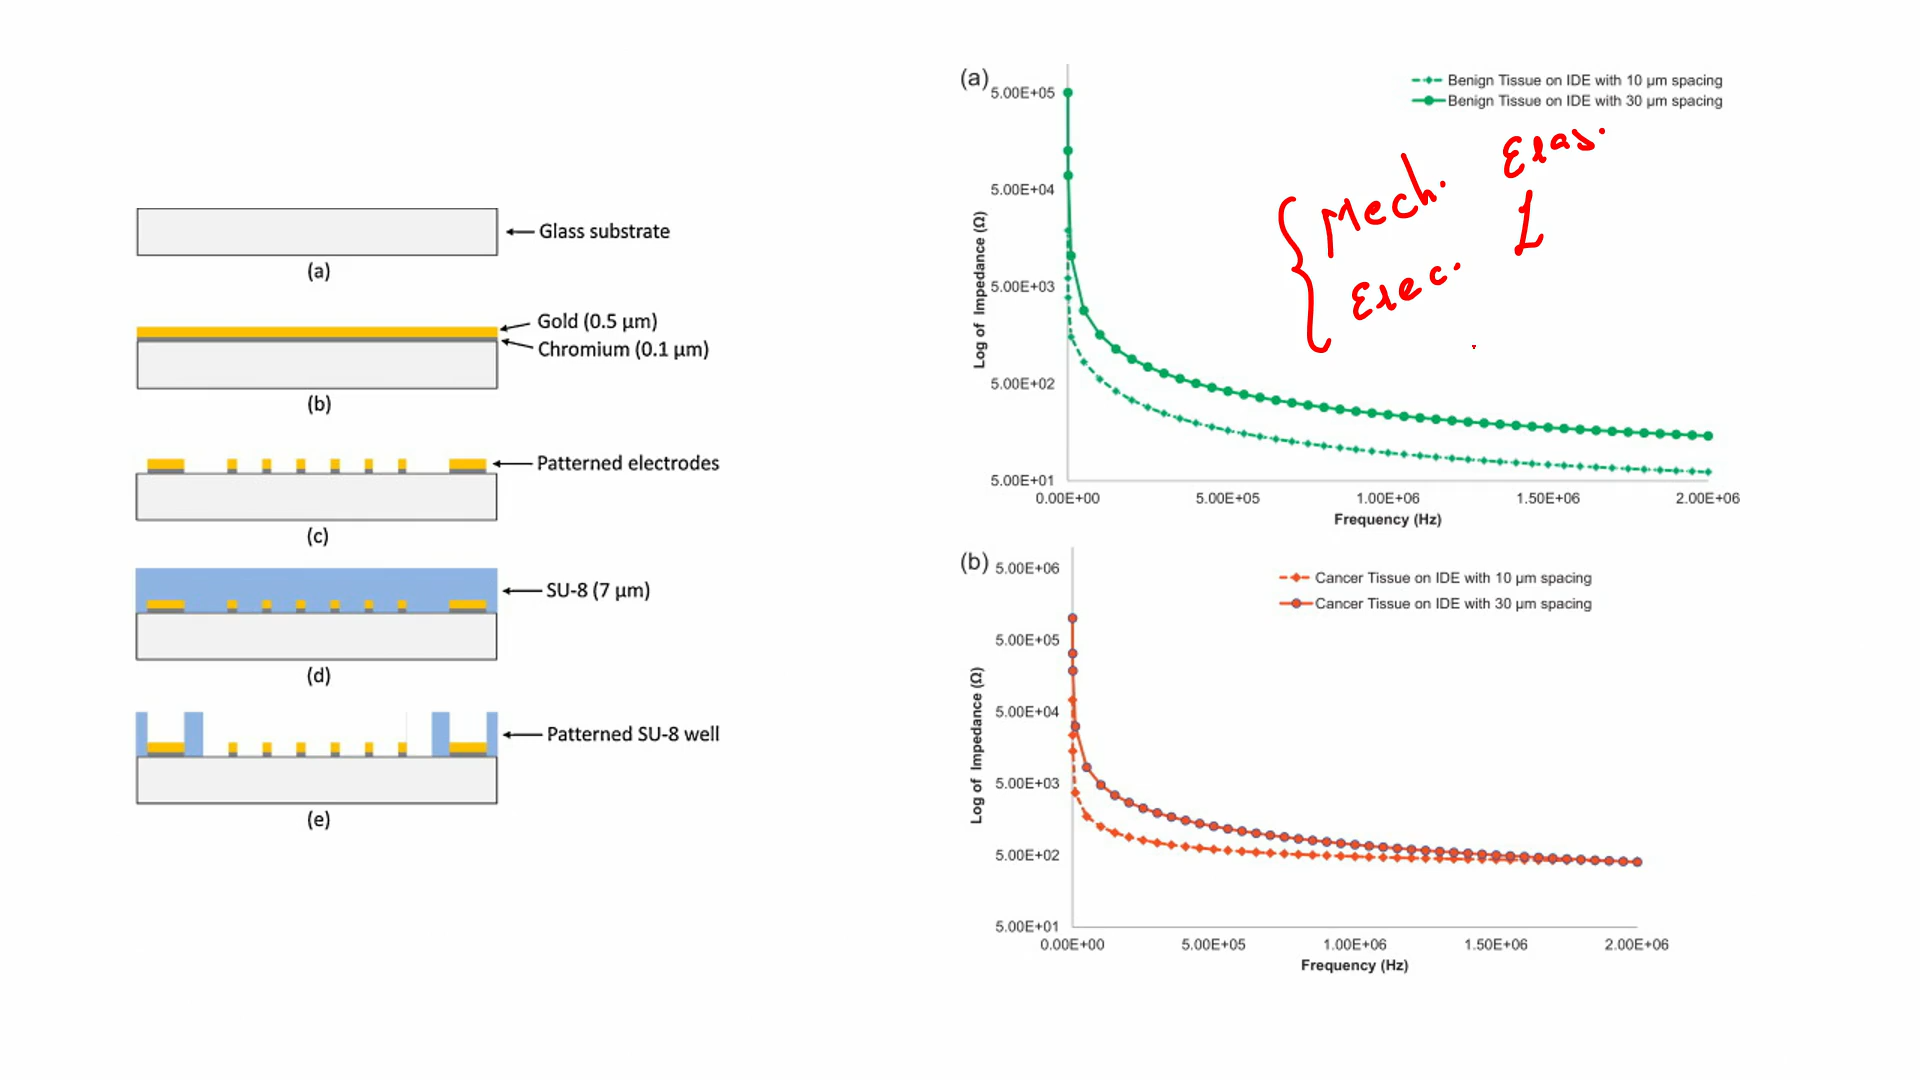 Glass substrate
(a)
Gold (0.5 µm)
Chromium (0.1 µm)
(b)
Patterned electrodes
(c)
SU-8 (7 µm)
(d)
Patterned SU-8 well
(e)
(a)
Benign Tissue on IDE with 10 µm spacing
Benign Tissue on IDE with 30 µm spacing
5.00E+05
5.00E+04
5.00E+03
5.00E+02
5.00E+01
Log of Impedance (Ω)
0.00E+00 5.00E+05 1.00E+06 1.50E+06 2.00E+06
Frequency (Hz)
Mech. Elas.
Elec.
(b)
Cancer Tissue on IDE with 10 µm spacing
Cancer Tissue on IDE with 30 µm spacing
5.00E+06
5.00E+05
5.00E+04
5.00E+03
5.00E+02
5.00E+01
Log of Impedance (Ω)
0.00E+00 5.00E+05 1.00E+06 1.50E+06 2.00E+06
Frequency (Hz)